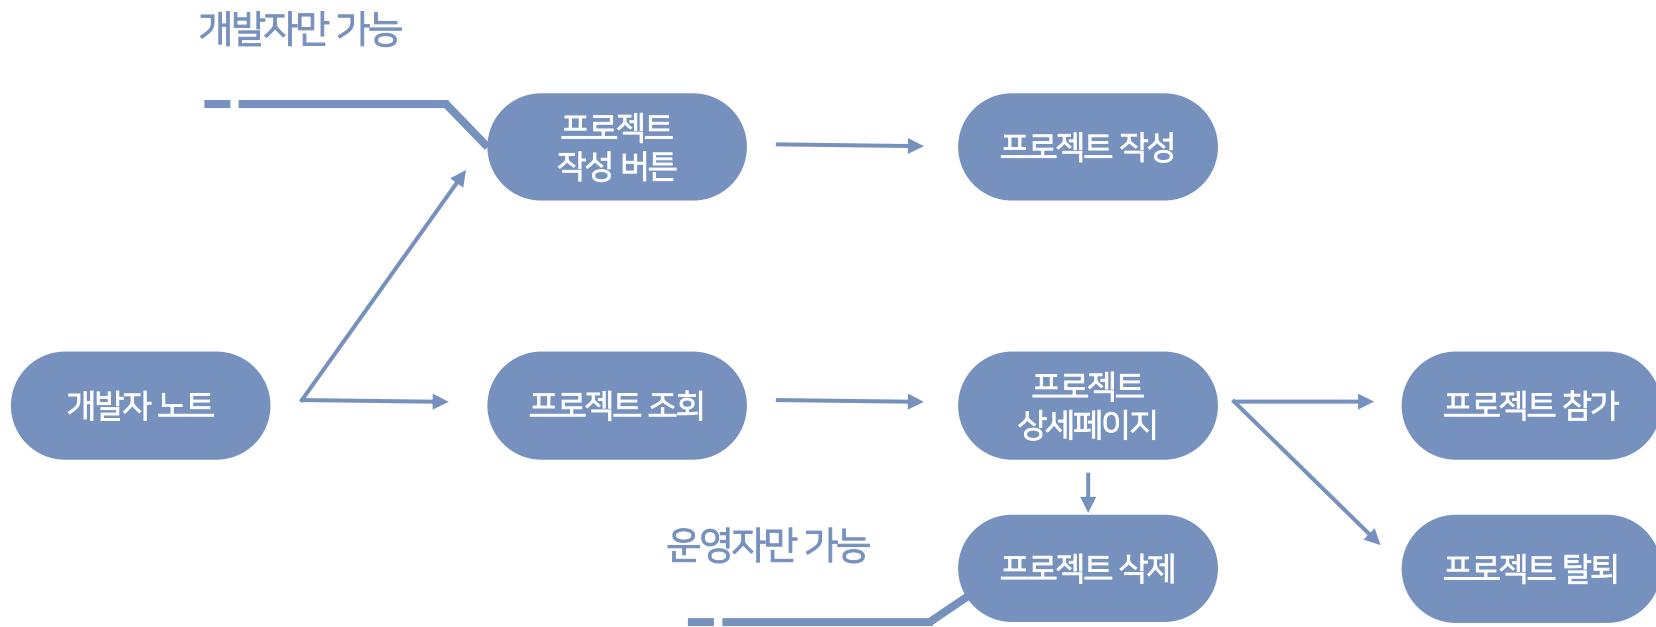 개발자만 가능
프로젝트
작성 버튼
프로젝트 작성
개발자 노트
프로젝트 조회
프로젝트
상세페이지
프로젝트 참가
운영자만 가능
프로젝트 삭제
프로젝트 탈퇴